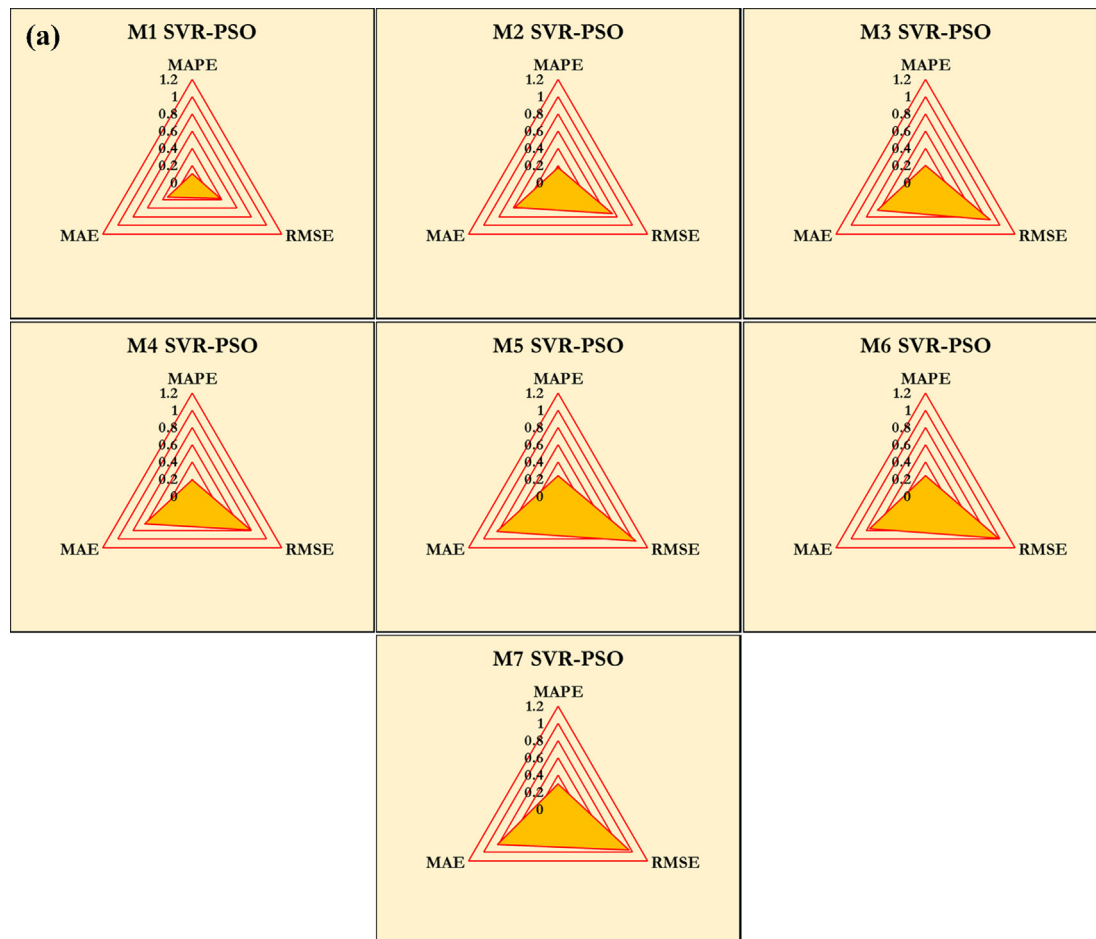 (a)
M1 SVR-PSO
MAPE
1.2
1
0.8
0.6
0.4
0.2
0
MAE
RMSE
M2 SVR-PSO
MAPE
1.2
1
0.8
0.6
0.4
0.2
0
MAE
RMSE
M3 SVR-PSO
MAPE
1.2
1
0.8
0.6
0.4
0.2
0
MAE
RMSE
M4 SVR-PSO
MAPE
1.2
1
0.8
0.6
0.4
0.2
0
MAE
RMSE
M5 SVR-PSO
MAPE
1.2
1
0.8
0.6
0.4
0.2
0
MAE
RMSE
M6 SVR-PSO
MAPE
1.2
1
0.8
0.6
0.4
0.2
0
MAE
RMSE
M7 SVR-PSO
MAPE
1.2
1
0.8
0.6
0.4
0.2
0
MAE
RMSE